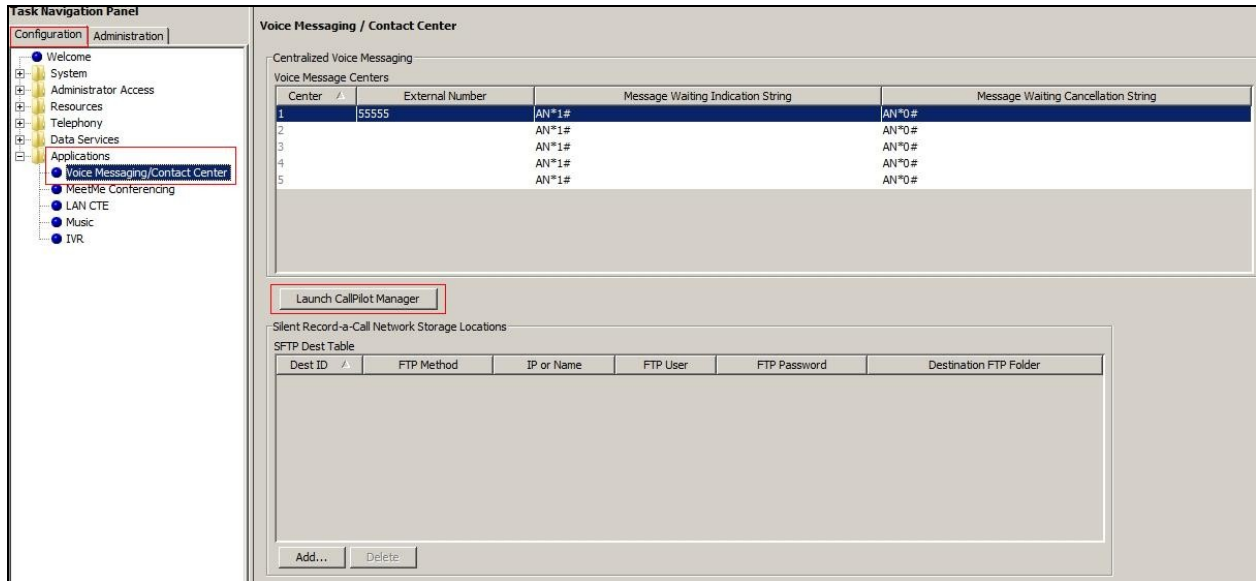 Task Navigation Panel
Configuration Administration
Welcome
System
Administrator Access
Resources
Telephony
Data Services
Applications
Voice Messaging/Contact Center
MeetMe Conferencing
LAN CTE
Music
IVR
Voice Messaging / Contact Center
Centralized Voice Messaging
Voice Message Centers
Center External Number Message Waiting Indication String Message Waiting Cancellation String
1 55555 AN*1# AN*0#
2 AN*1# AN*0#
3 AN*1# AN*0#
4 AN*1# AN*0#
5 AN*1# AN*0#
Launch CallPilot Manager
Silent Record-a-Call Network Storage Locations
SFTP Dest Table
Dest ID FTP Method IP or Name FTP User FTP Password Destination FTP Folder
Add... Delete